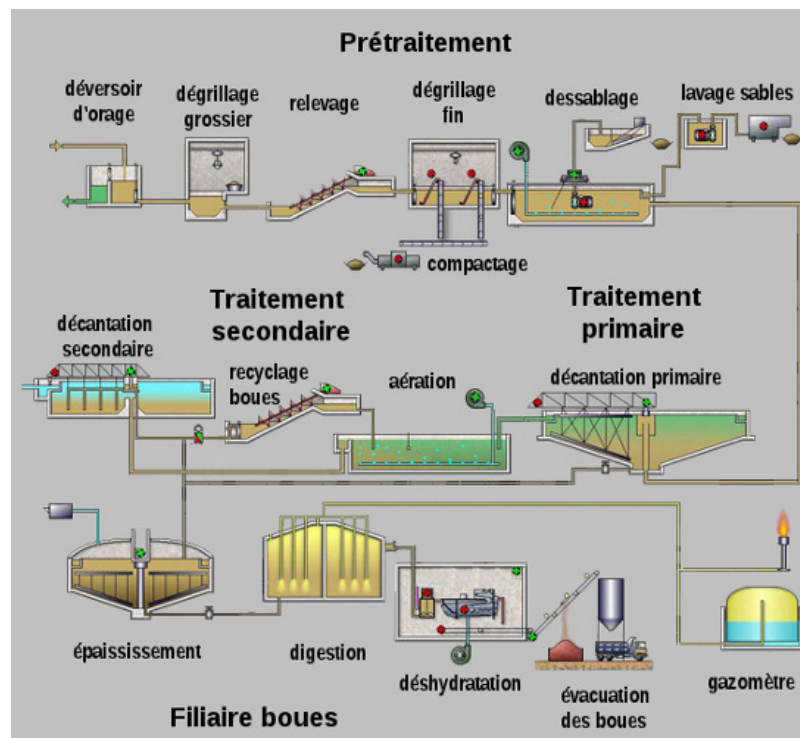 Prétraitement
déversoir
d'orage
dégrillage
grossier
relevage
dégrillage
fin
dessablage
lavage sables
compactage
Traitement
secondaire
Traitement
primaire
décantation
secondaire
recyclage
boues
aération
décantation primaire
épaississement
digestion
déshydratation
évacuation
des boues
gazomètre
Filiaire boues